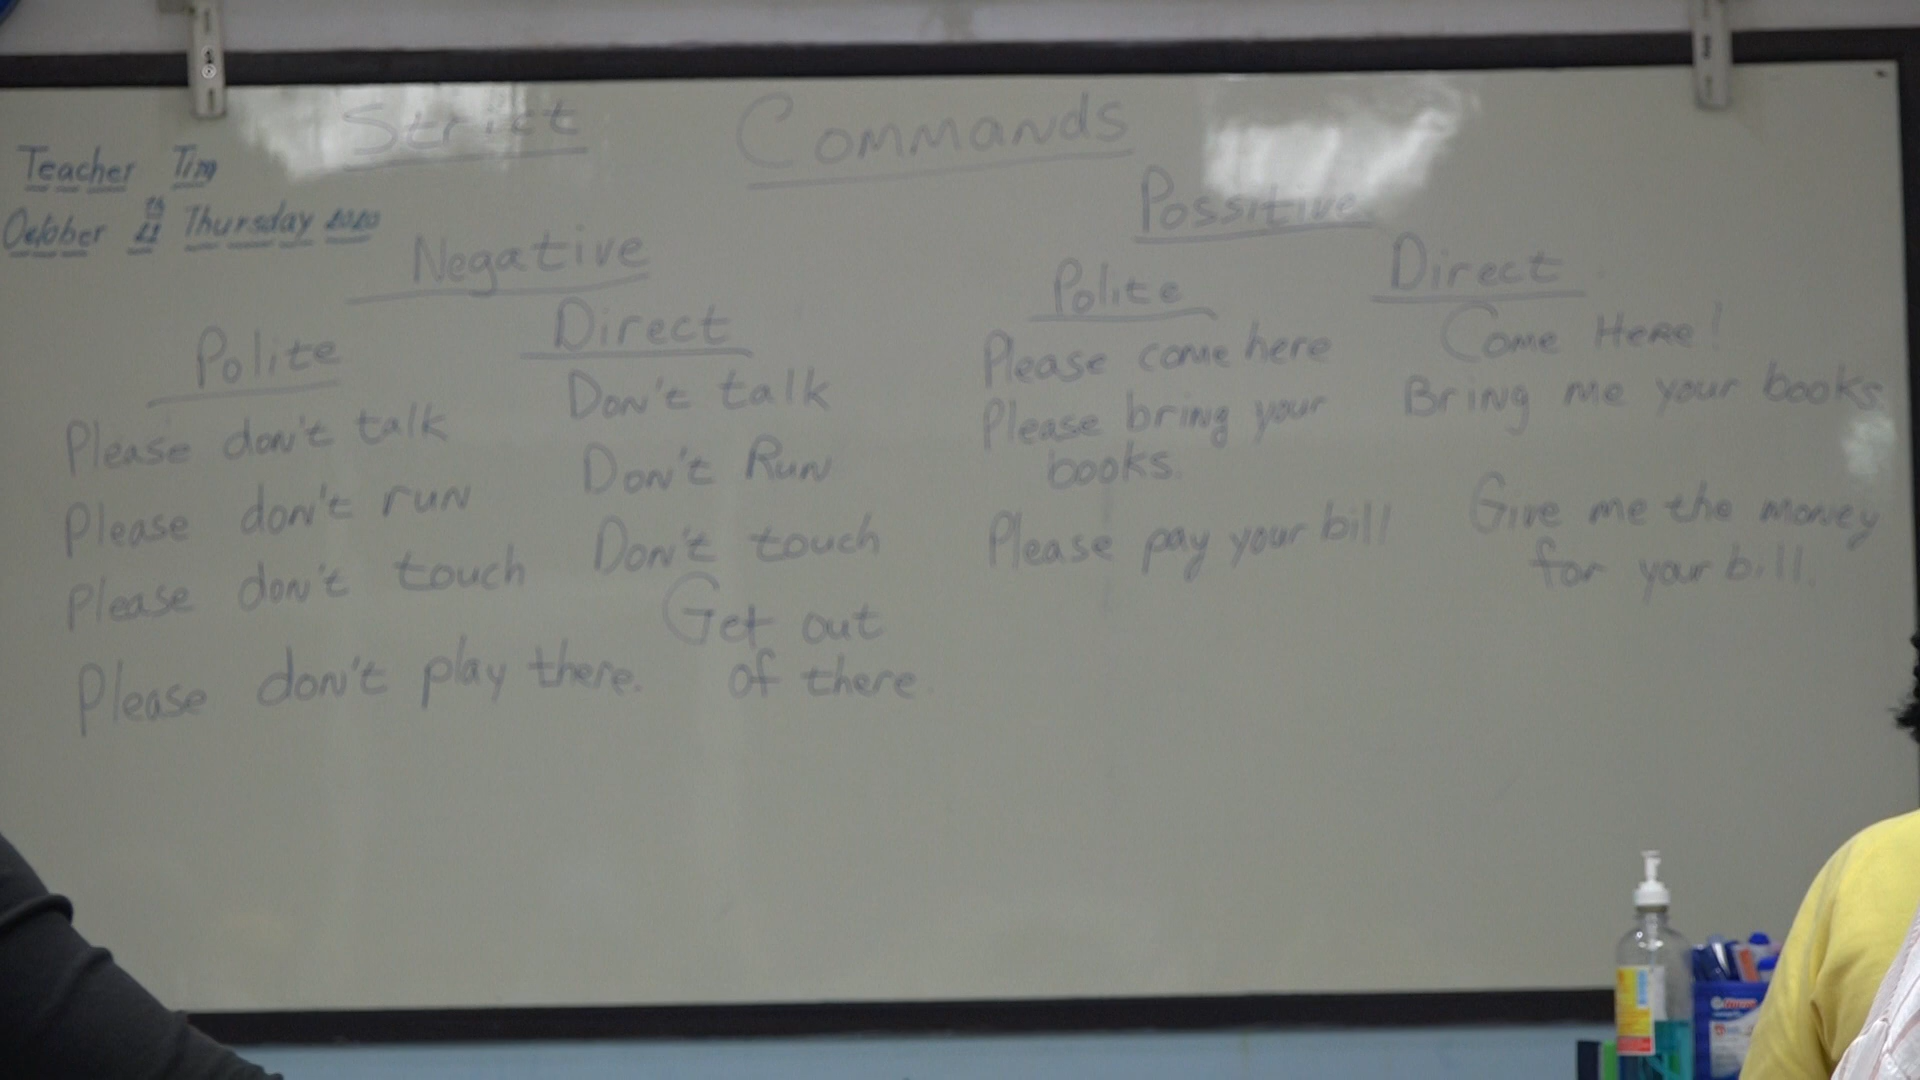 Strict Commands
Teacher Tim
October th Thursday 2020
Negative
Polite
Please don't talk
Please don't run
Please don't touch
Please don't play there.
Direct
Don't talk
Don't Run
Don't touch
Get out
of there.
Possitive
Polite
Please come here
Please bring your
books.
Please pay your bill
Direct
Come Here!
Bring me your books
Give me the money
for your bill.